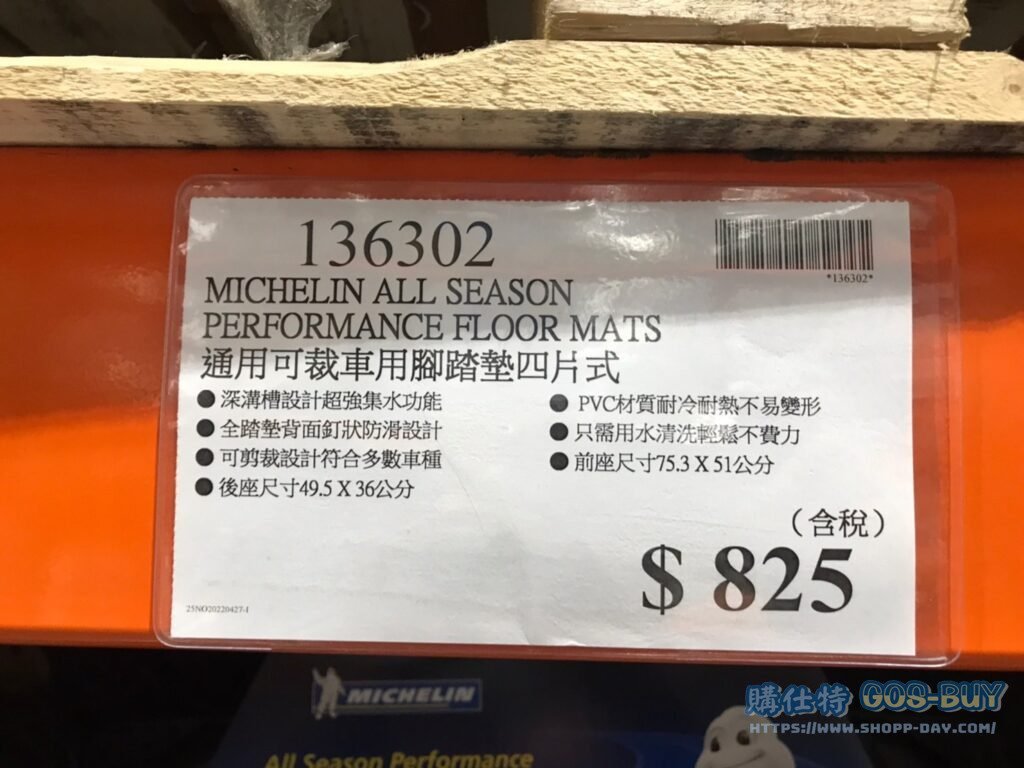 136302
*136302*
MICHELIN ALL SEASON
PERFORMANCE FLOOR MATS
通用可裁車用腳踏墊四片式
● 深溝槽設計超強集水功能
● 全踏墊背面釘狀防滑設計
● 可剪裁設計符合多數車種
● 後座尺寸49.5 X 36公分
● PVC材質耐冷耐熱不易變形
● 只需用水清洗輕鬆不費力
● 前座尺寸75.3 X 51公分
（含稅）
$ 825
25NO20220427-1
MICHELIN
All Season Performance
購仕特 GOS-BUY
HTTPS://WWW.SHOPP-DAY.COM/